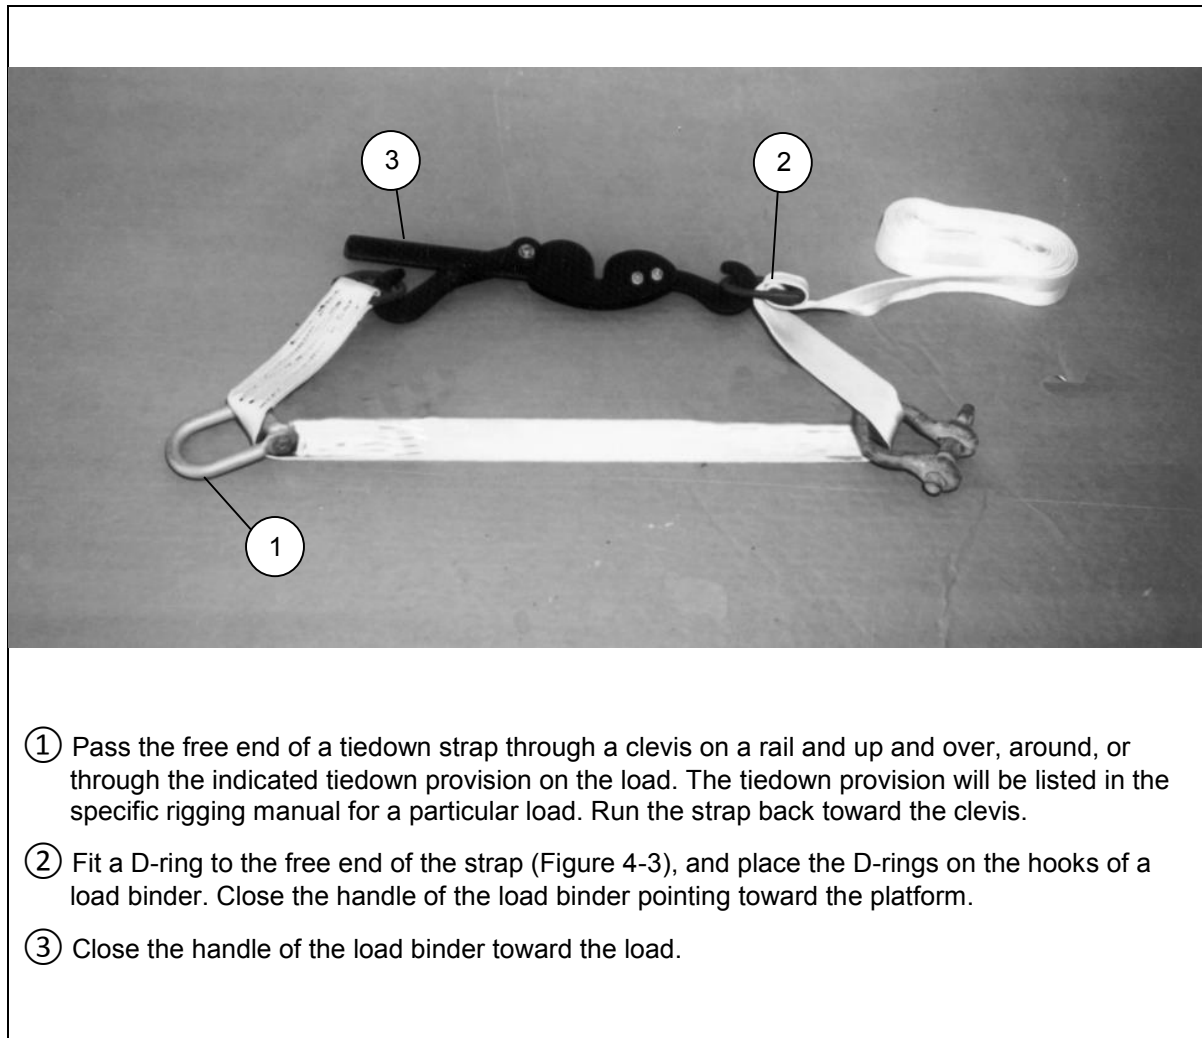 3
2
1
① Pass the free end of a tiedown strap through a clevis on a rail and up and over, around, or
through the indicated tiedown provision on the load. The tiedown provision will be listed in the
specific rigging manual for a particular load. Run the strap back toward the clevis.
② Fit a D-ring to the free end of the strap (Figure 4-3), and place the D-rings on the hooks of a
load binder. Close the handle of the load binder pointing toward the platform.
③ Close the handle of the load binder toward the load.